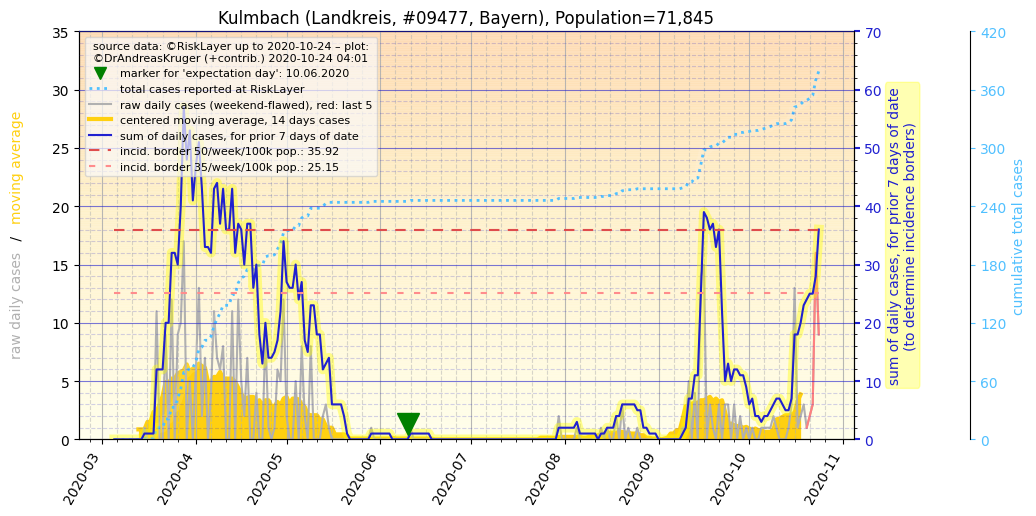 Kulmbach (Landkreis, #09477, Bayern), Population=71,845
source data: ©RiskLayer up to 2020-10-24 – plot:
©DrAndreasKruger (+contrib.) 2020-10-24 04:01
marker for 'expectation day': 10.06.2020
total cases reported at RiskLayer
raw daily cases (weekend-flawed), red: last 5
centered moving average, 14 days cases
sum of daily cases, for prior 7 days of date
incid. border 50/week/100k pop.: 35.92
incid. border 35/week/100k pop.: 25.15
raw daily cases / moving average
35
30
25
20
15
10
5
0
2020-03
2020-04
2020-05
2020-06
2020-07
2020-08
2020-09
2020-10
2020-11
70
60
50
40
30
20
10
0
sum of daily cases, for prior 7 days of date
(to determine incidence borders)
420
360
300
240
180
120
60
0
cumulative total cases